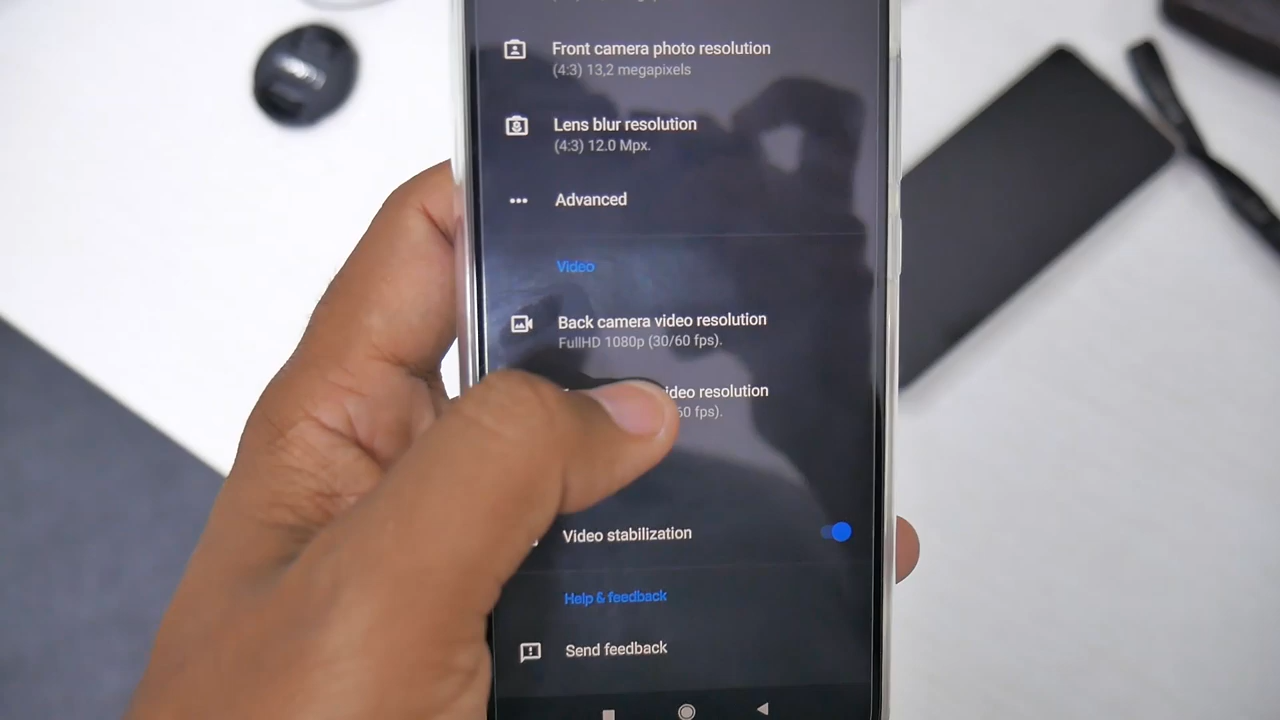 Front camera photo resolution
(4:3) 13,2 megapixels
Lens blur resolution
(4:3) 12.0 Mpx.
Advanced
Video
Back camera video resolution
FullHD 1080p (30/60 fps).
video resolution
60 fps).
Video stabilization
Help & feedback
Send feedback